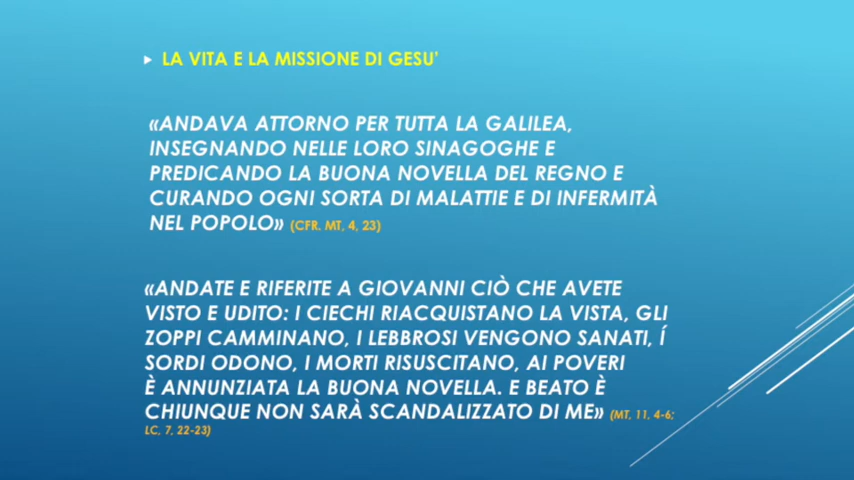 LA VITA E LA MISSIONE DI GESU'
«ANDAVA ATTORNO PER TUTTA LA GALILEA,
INSEGNANDO NELLE LORO SINAGOGHE E
PREDICANDO LA BUONA NOVELLA DEL REGNO E
CURANDO OGNI SORTA DI MALATTIE E DI INFERMITÀ
NEL POPOLO» (CFR. MT, 4, 23)
«ANDATE E RIFERITE A GIOVANNI CIÒ CHE AVETE
VISTO E UDITO: I CIECHI RIACQUISTANO LA VISTA, GLI
ZOPPI CAMMINANO, I LEBBROSI VENGONO SANATI, Í
SORDI ODONO, I MORTI RISUSCITANO, AI POVERI
È ANNUNZIATA LA BUONA NOVELLA. E BEATO È
CHIUNQUE NON SARÀ SCANDALIZZATO DI ME» (MT, 11, 4-6;
LC, 7, 22-23)